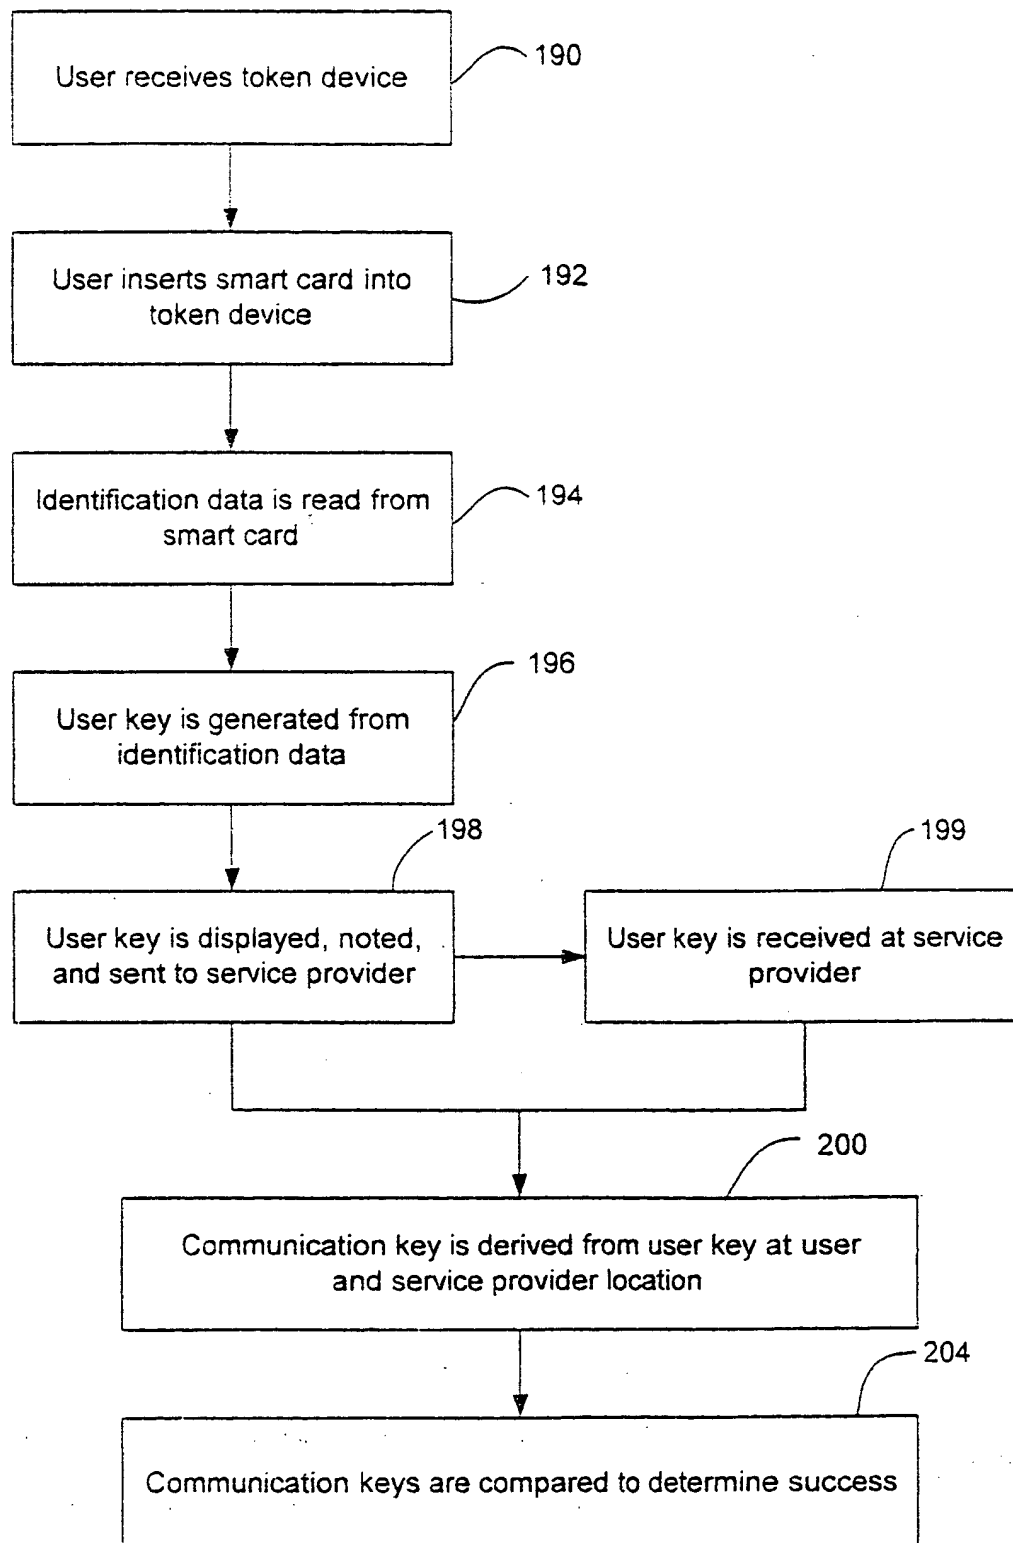 User receives token device
190
User inserts smart card into
token device
192
Identification data is read from
smart card
194
User key is generated from
identification data
196
198
199
User key is displayed, noted,
and sent to service provider
User key is received at service
provider
200
Communication key is derived from user key at user
and service provider location
204
Communication keys are compared to determine success